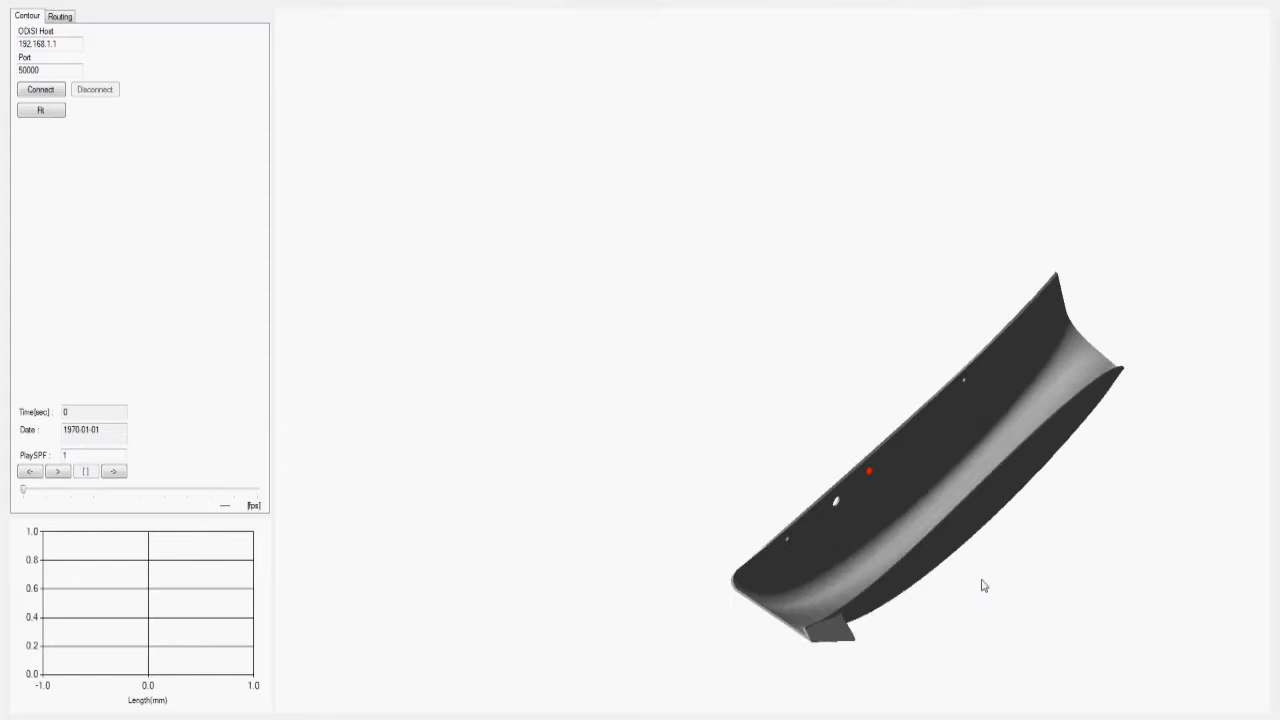 Contour Routing
ODiSI Host
192.168.1.1
Port
50000
Connect Disconnect
Fit
Time[sec] : 0
Date : 1970-01-01
PlaySPF : 1
<- > [ ] ->
---- [fps]
1.0
0.8
0.6
0.4
0.2
0.0
-1.0 0.0 1.0
Length(mm)